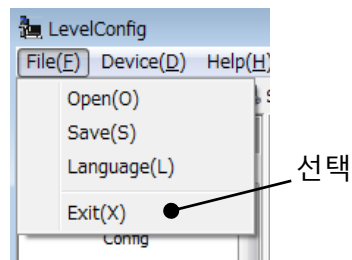 LevelConfig
File(F) Device(D) Help(H)
Open(O)
Save(S)
Language(L)
Exit(X)
선택
Config